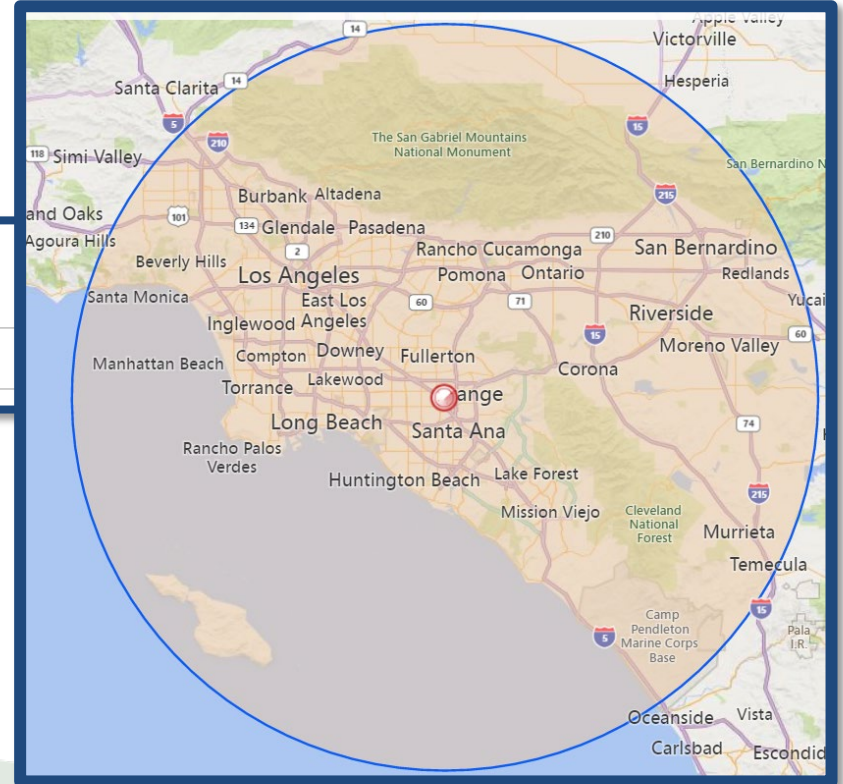 Apple Valley
14
Victorville
Santa Clarita
14
Hesperia
5
15
210
The San Gabriel Mountains
National Monument
118
Simi Valley
San Bernardino N
215
Burbank
Altadena
and Oaks
101
134
Glendale
Pasadena
210
Agoura Hills
2
Rancho Cucamonga
San Bernardino
Beverly Hills
Los Angeles
Pomona
Ontario
Redlands
Santa Monica
East Los
Angeles
60
71
Yucai
Riverside
Inglewood
15
60
Moreno Valley
Manhattan Beach
Compton
Downey
Fullerton
Corona
Torrance
Lakewood
ange
Long Beach
Santa Ana
74
Rancho Palos
Verdes
Huntington Beach
Lake Forest
215
Mission Viejo
Cleveland
National
Forest
Murrieta
Temecula
15
Camp
Pendleton
Marine Corps
Base
5
Pala
I.R.
Oceanside
Vista
Carlsbad
Escondid